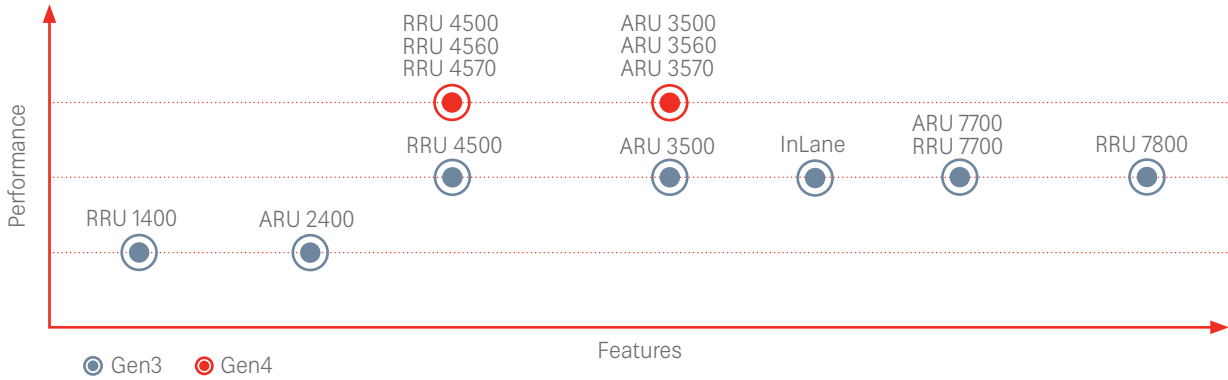 RRU 4500
RRU 4560
RRU 4570
ARU 3500
ARU 3560
ARU 3570
RRU 4500
ARU 3500
InLane
ARU 7700
RRU 7700
RRU 7800
RRU 1400
ARU 2400
Performance
Features
Gen3
Gen4